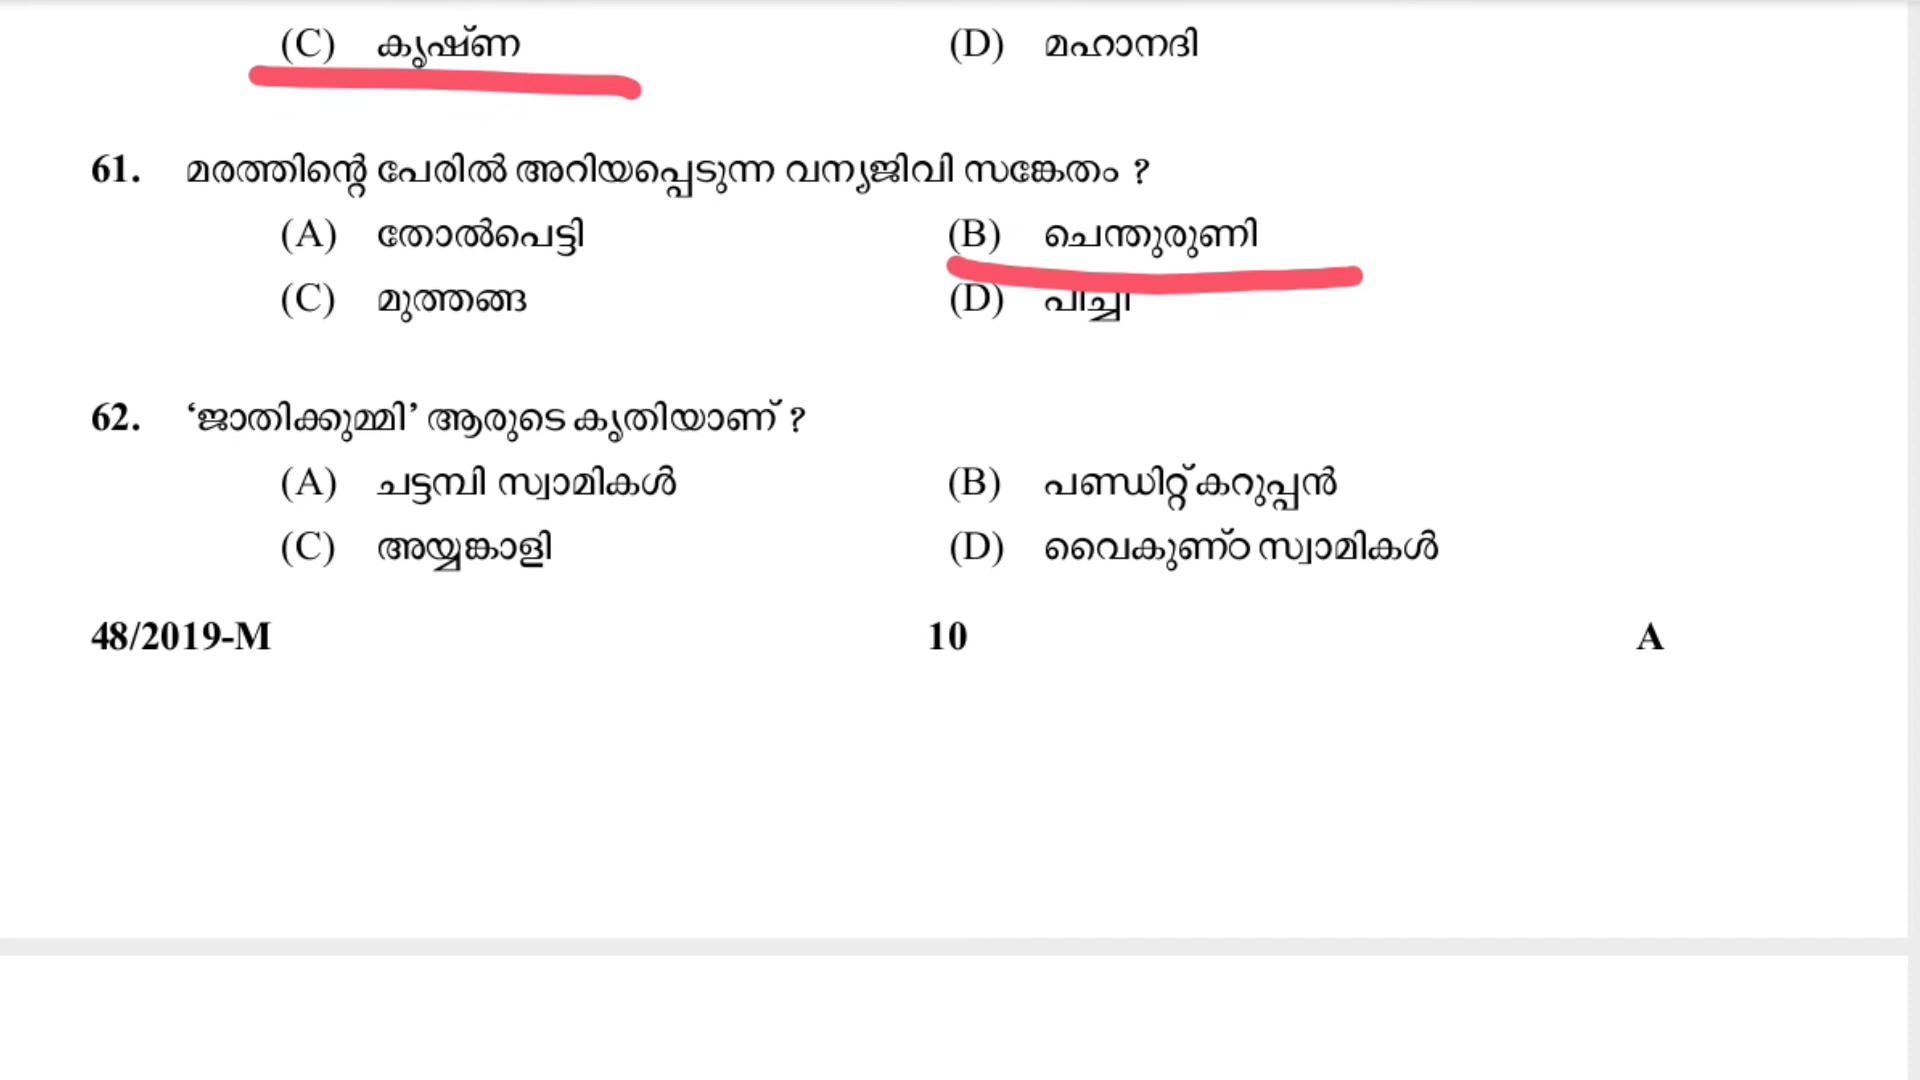 (C) കൃഷ്ണ (D) മഹാനദി
61. മരത്തിന്റെ പേരിൽ അറിയപ്പെടുന്ന വന്യജിവി സങ്കേതം ?
(A) തോൽപെട്ടി (B) ചെന്തുരുണി
(C) മുത്തങ്ങ (D) പീച്ചി
62. ‘ജാതിക്കുമ്മി’ ആരുടെ കൃതിയാണ് ?
(A) ചട്ടമ്പി സ്വാമികൾ (B) പണ്ഡിറ്റ് കറുപ്പൻ
(C) അയ്യങ്കാളി (D) വൈകുണ്ഠ സ്വാമികൾ
48/2019-M 10 A